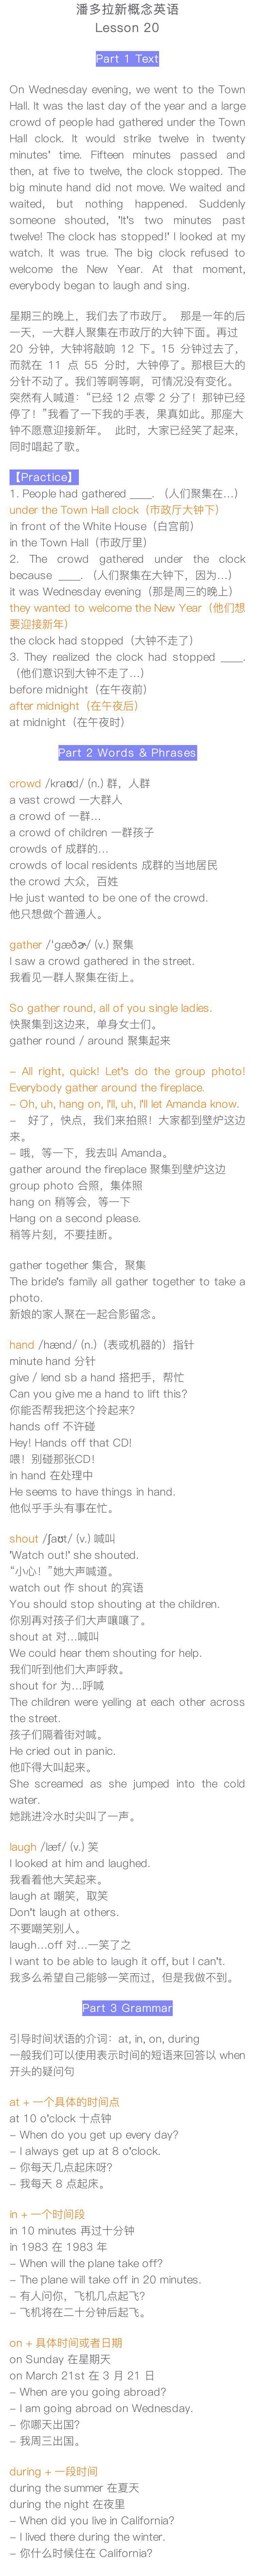 潘多拉新概念英语
Lesson 20
Part 1 Text
On Wednesday evening, we went to the Town
Hall. It was the last day of the year and a large
crowd of people had gathered under the Town
Hall clock. It would strike twelve in twenty
minutes' time. Fifteen minutes passed and
then, at five to twelve, the clock stopped. The
big minute hand did not move. We waited and
waited, but nothing happened. Suddenly
someone shouted, 'It's two minutes past
twelve! The clock has stopped!' I looked at my
watch. It was true. The big clock refused to
welcome the New Year. At that moment,
everybody began to laugh and sing.
星期三的晚上，我们去了市政厅。 那是一年的后
一天，一大群人聚集在市政厅的大钟下面。再过
20 分钟，大钟将敲响 12 下。15 分钟过去了，
而就在 11 点 55 分时，大钟停了。那根巨大的
分针不动了。我们等啊等啊，可情况没有变化。
突然有人喊道：“已经 12 点零 2 分了！那钟已经
停了！”我看了一下我的手表，果真如此。那座大
钟不愿意迎接新年。 此时，大家已经笑了起来，
同时唱起了歌。
【Practice】
1. People had gathered ____. （人们聚集在…）
under the Town Hall clock（市政厅大钟下）
in front of the White House（白宫前）
in the Town Hall（市政厅里）
2. The crowd gathered under the clock
because ____. （人们聚集在大钟下，因为…）
it was Wednesday evening（那是周三的晚上）
they wanted to welcome the New Year（他们想
要迎接新年）
the clock had stopped（大钟不走了）
3. They realized the clock had stopped ____.
（他们意识到大钟不走了…）
before midnight（在午夜前）
after midnight（在午夜后）
at midnight（在午夜时）
Part 2 Words & Phrases
crowd /kraʊd/ (n.) 群，人群
a vast crowd 一大群人
a crowd of 一群…
a crowd of children 一群孩子
crowds of 成群的…
crowds of local residents 成群的当地居民
the crowd 大众，百姓
He just wanted to be one of the crowd.
他只想做个普通人。
gather /'gæðɚ/ (v.) 聚集
I saw a crowd gathered in the street.
我看见一群人聚集在街上。
So gather round, all of you single ladies.
快聚集到这边来，单身女士们。
gather round / around 聚集起来
- All right, quick! Let's do the group photo!
Everybody gather around the fireplace.
- Oh, uh, hang on, I'll, uh, I'll let Amanda know.
- 好了，快点，我们来拍照！大家都到壁炉这边
来。
- 哦，等一下，我去叫 Amanda。
gather around the fireplace 聚集到壁炉这边
group photo 合照，集体照
hang on 稍等会，等一下
Hang on a second please.
稍等片刻，不要挂断。
gather together 集合，聚集
The bride's family all gather together to take a
photo.
新娘的家人聚在一起合影留念。
hand /hænd/ (n.)（表或机器的）指针
minute hand 分针
give / lend sb a hand 搭把手，帮忙
Can you give me a hand to lift this?
你能否帮我把这个拎起来?
hands off 不许碰
Hey! Hands off that CD!
喂！别碰那张CD！
in hand 在处理中
He seems to have things in hand.
他似乎手头有事在忙。
shout /ʃaʊt/ (v.) 喊叫
'Watch out!' she shouted.
“小心！”她大声喊道。
watch out 作 shout 的宾语
You should stop shouting at the children.
你别再对孩子们大声嚷嚷了。
shout at 对…喊叫
We could hear them shouting for help.
我们听到他们大声呼救。
shout for 为…呼喊
The children were yelling at each other across
the street.
孩子们隔着街对喊。
He cried out in panic.
他吓得大叫起来。
She screamed as she jumped into the cold
water.
她跳进冷水时尖叫了一声。
laugh /læf/ (v.) 笑
I looked at him and laughed.
我看着他大笑起来。
laugh at 嘲笑，取笑
Don't laugh at others.
不要嘲笑别人。
laugh…off 对…一笑了之
I want to be able to laugh it off, but I can't.
我多么希望自己能够一笑而过，但是我做不到。
Part 3 Grammar
引导时间状语的介词：at, in, on, during
一般我们可以使用表示时间的短语来回答以 when
开头的疑问句
at + 一个具体的时间点
at 10 o'clock 十点钟
- When do you get up every day?
- I always get up at 8 o'clock.
- 你每天几点起床呀?
- 我每天 8 点起床。
in + 一个时间段
in 10 minutes 再过十分钟
in 1983 在 1983 年
- When will the plane take off?
- The plane will take off in 20 minutes.
- 有人问你，飞机几点起飞?
- 飞机将在二十分钟后起飞。
on + 具体时间或者日期
on Sunday 在星期天
on March 21st 在 3 月 21 日
- When are you going abroad?
- I am going abroad on Wednesday.
- 你哪天出国?
- 我周三出国。
during + 一段时间
during the summer 在夏天
during the night 在夜里
- When did you live in California?
- I lived there during the winter.
- 你什么时候住在 California?